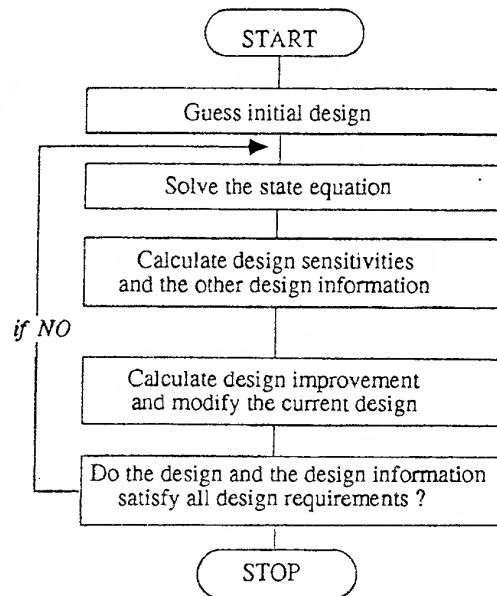 START
Guess initial design
Solve the state equation
Calculate design sensitivities
and the other design information
if NO
Calculate design improvement
and modify the current design
Do the design and the design information
satisfy all design requirements ?
STOP